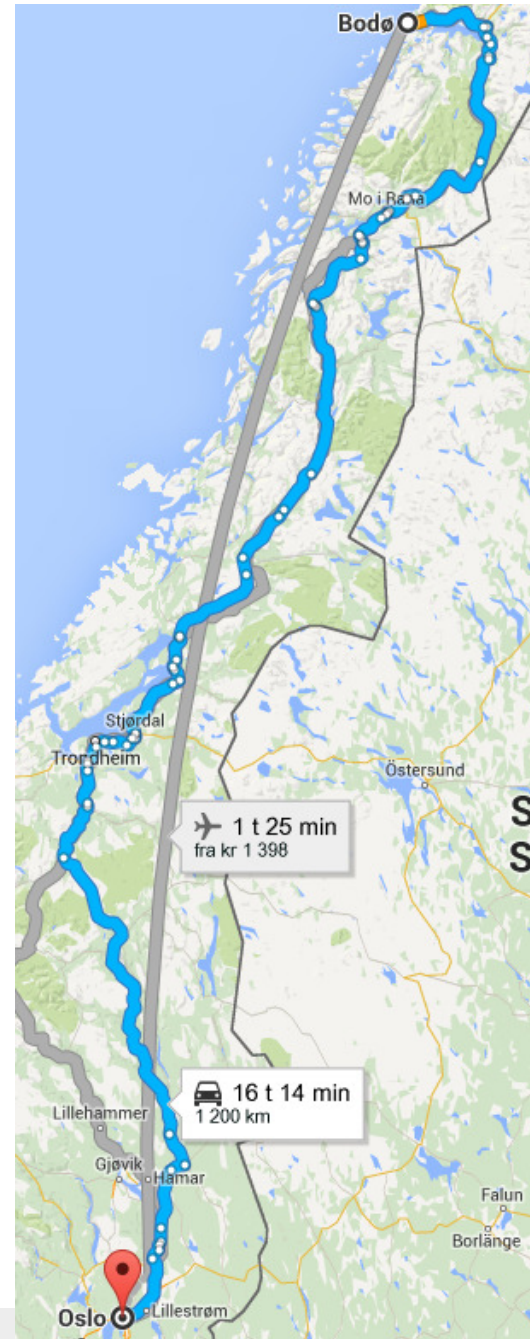 Bodø
Mo i Rana
Stjørdal
Trondheim
Östersund
S
S
1 t 25 min
fra kr 1 398
16 t 14 min
1 200 km
Lillehammer
Gjøvik
Hamar
Falun
Borlänge
Oslo
Lillestrøm